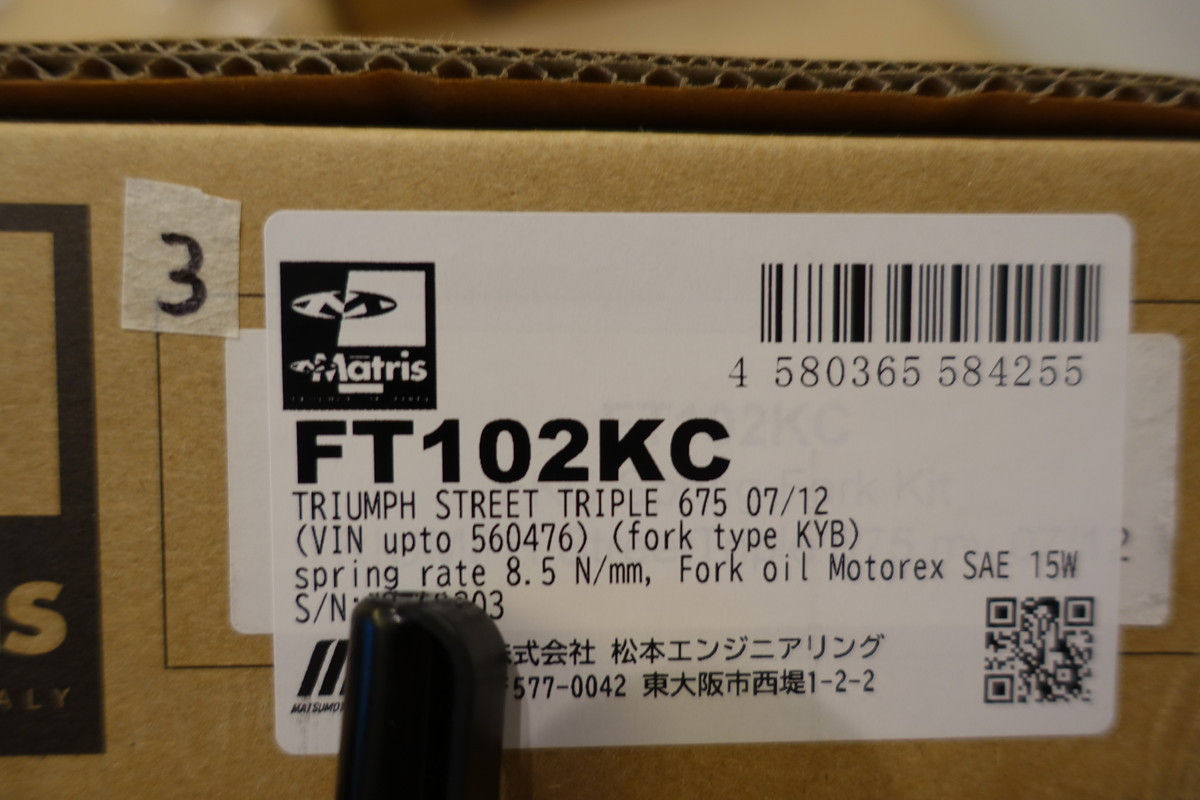 3
Matris
4 580365 584255
FT102KC
TRIUMPH STREET TRIPLE 675 07/12
(VIN upto 560476) (fork type KYB)
spring rate 8.5 N/mm, Fork oil Motorex SAE 15W
S/N:
式会社 松本エンジニアリング
577-0042 東大阪市西堤1-2-2
S
ALY